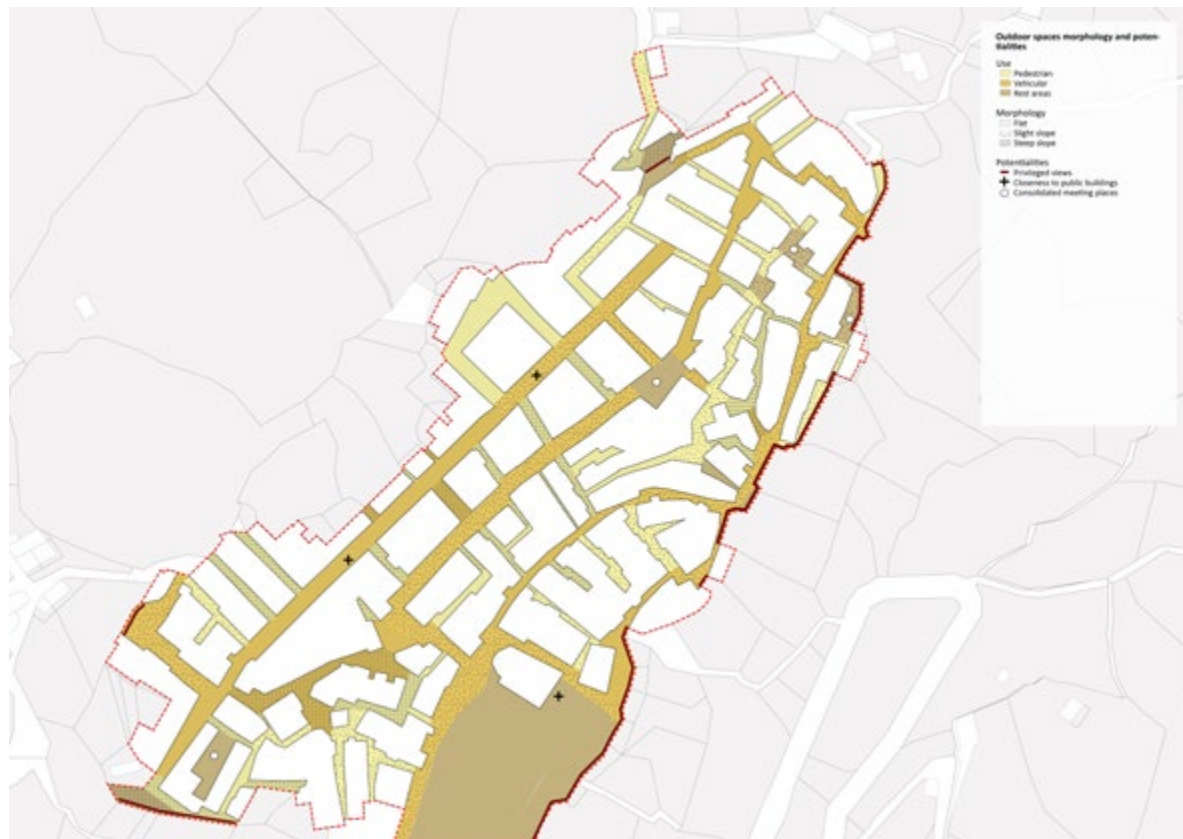 Outdoor spaces morphology and poten-
tialities
Use
Pedestrian
Vehicular
Rest areas
Morphology
Flat
Slight slope
Steep slope
Potentialities
Privileged views
Closeness to public buildings
Consolidated meeting places